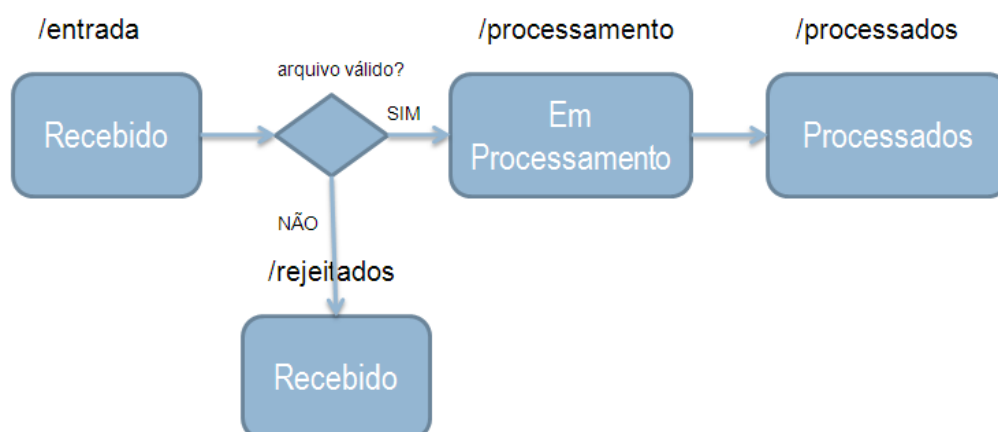 /entrada
/processamento
/processados
arquivo válido?
Recebido
SIM
Em
Processamento
Processados
NÃO
/rejeitados
Recebido